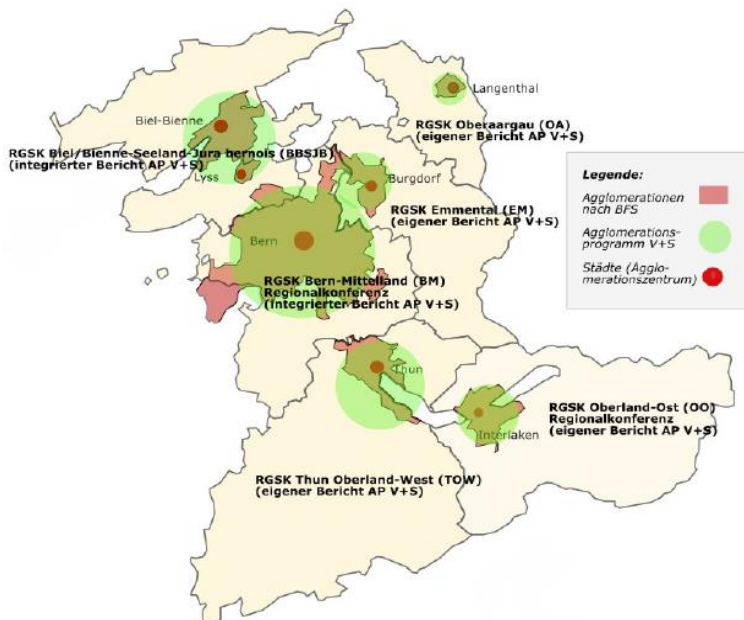 Langenthal
RGSK Oberaargau (OA)
(eigener Bericht AP V+S)
Biel-Bienne
RGSK Biel/Bienne-Seeland-Jura bernois (BBSJB)
(integrierter Bericht AP V+S)
Lyss
Burgdorf
RGSK Emmental (EM)
(eigener Bericht AP V+S)
Bern
RGSK Bern-Mittelland (BM)
Regionalkonferenz
(integrierter Bericht AP V+S)
Thun
Interlaken
RGSK Oberland-Ost (OO)
Regionalkonferenz
(eigener Bericht AP V+S)
RGSK Thun Oberland-West (TOW)
(eigener Bericht AP V+S)
Legende:
Agglomerationen
nach BFS
Agglomerations-
programm V+S
Städte (Agglo-
merationszentrum)